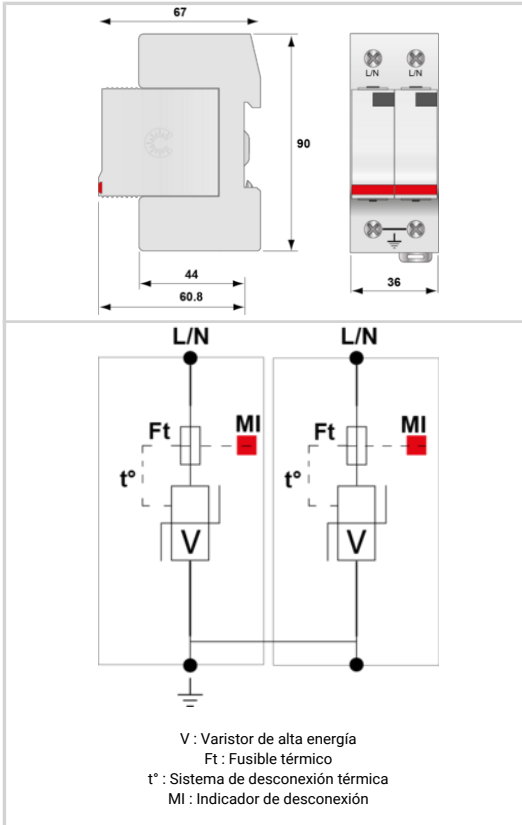 67
L/N L/N
90
44
60.8
36
L/N L/N
Ft MI Ft MI
t° t°
V V
V : Varistor de alta energía
Ft : Fusible térmico
t° : Sistema de desconexión térmica
MI : Indicador de desconexión